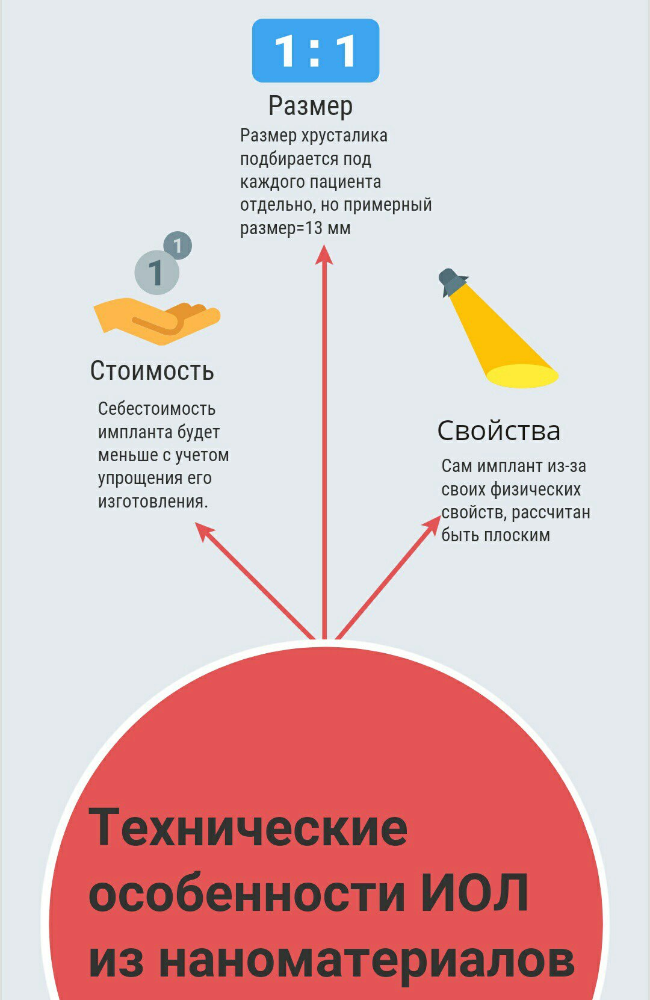 1:1
Размер
Размер хрусталика
подбирается под
каждого пациента
отдельно, но примерный
размер=13 мм
1
1
Стоимость
Себестоимость
импланта будет
меньше с учетом
упрощения его
изготовления.
Свойства
Сам имплант из-за
своих физических
свойств, рассчитан
быть плоским
Технические
особенности ИОЛ
из наноматериалов